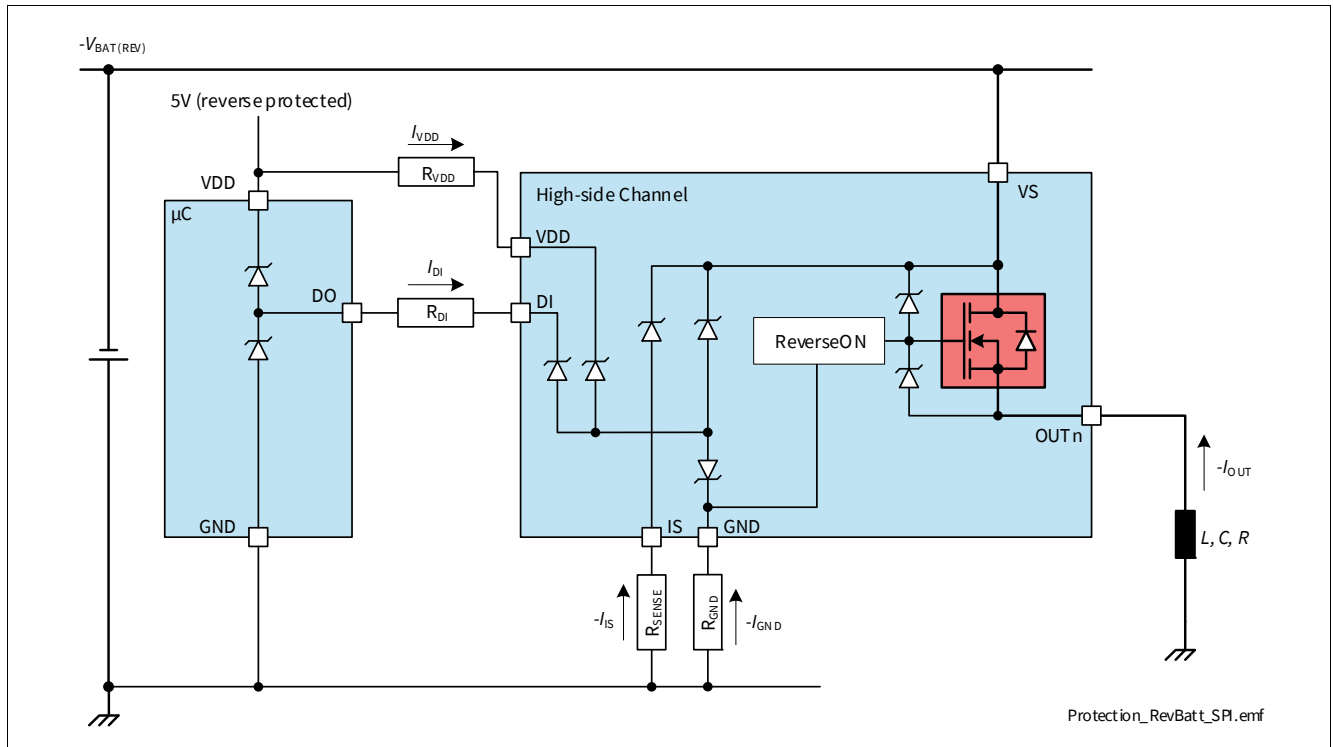 -VBAT(REV)
5V (reverse protected)
IVDD
RVDD
VDD
µC
High-side Channel
VS
VDD
IDI
DO
RDI
DI
ReverseON
OUTn
-IOUT
GND
IS
GND
L, C, R
-IIS
RSENSE
RGND
-IGND
Protection_RevBatt_SPI.emf